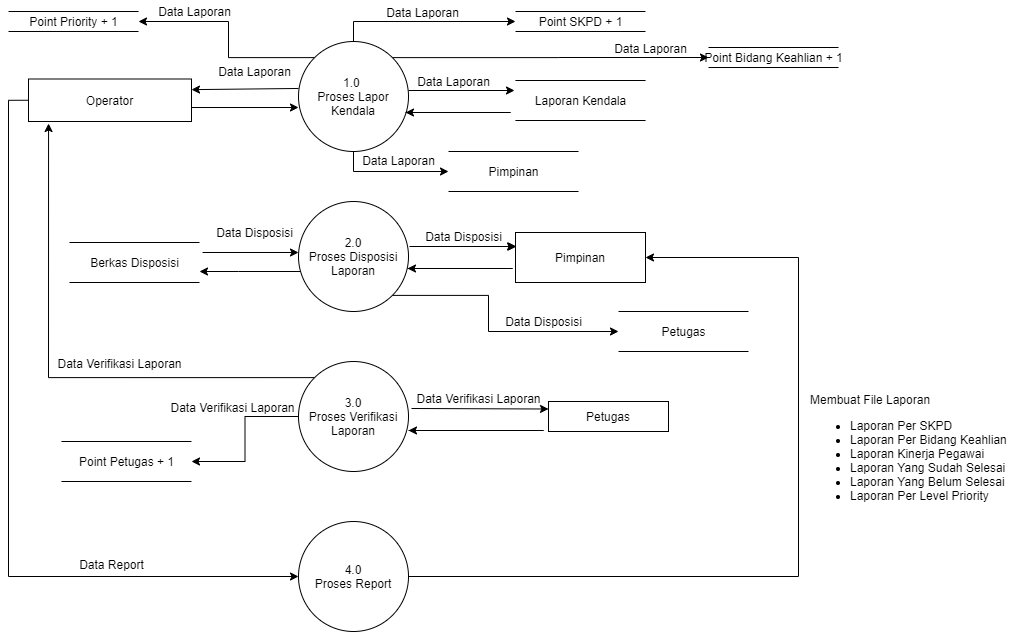 Data Laporan
Point Priority + 1
Data Laporan
Point SKPD + 1
Data Laporan
Point Bidang Keahlian + 1
Data Laporan
Operator
1.0
Proses Lapor
Kendala
Data Laporan
Laporan Kendala
Data Laporan
Pimpinan
Data Disposisi
Berkas Disposisi
2.0
Proses Disposisi
Laporan
Data Disposisi
Pimpinan
Data Disposisi
Petugas
Data Verifikasi Laporan
Data Verifikasi Laporan
Point Petugas + 1
3.0
Proses Verifikasi
Laporan
Data Verifikasi Laporan
Petugas
Membuat File Laporan
• Laporan Per SKPD
• Laporan Per Bidang Keahlian
• Laporan Kinerja Pegawai
• Laporan Yang Sudah Selesai
• Laporan Yang Belum Selesai
• Laporan Per Level Priority
Data Report
4.0
Proses Report